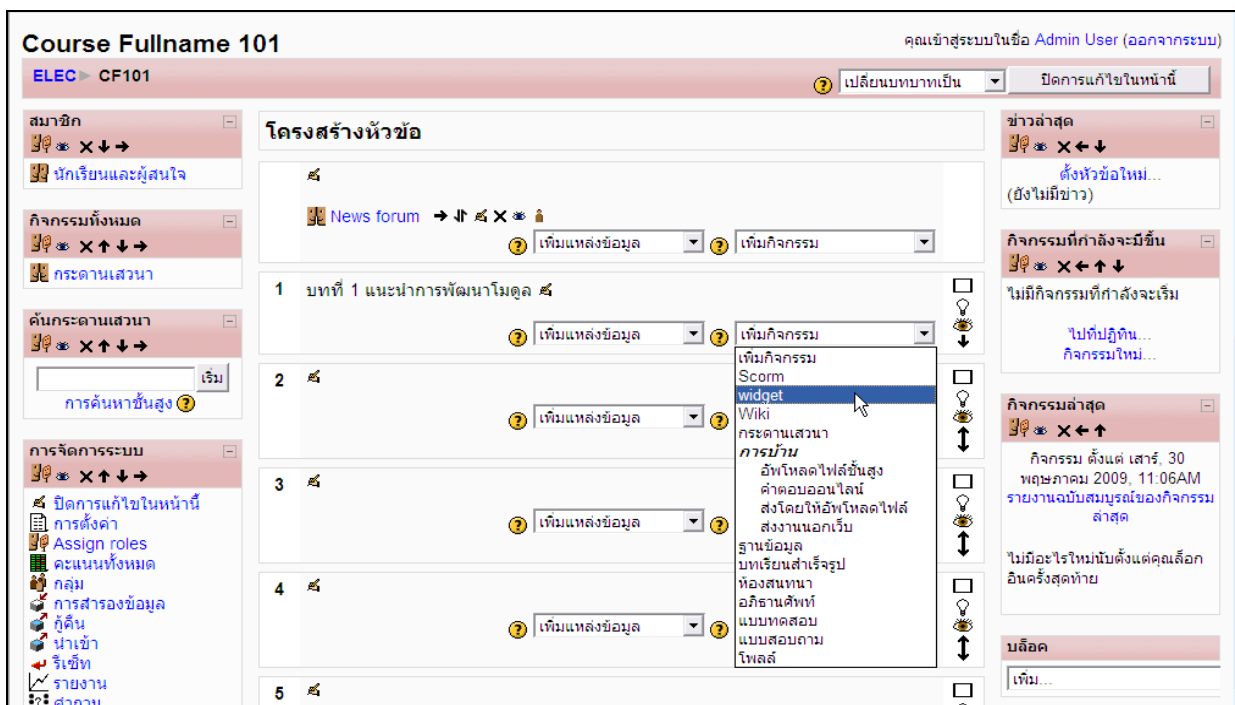 Course Fullname 101
คุณเข้าสู่ระบบในชื่อ Admin User (ออกจากระบบ)
ELEC ► CF101
เปลี่ยนบทบาทเป็น
ปิดการแก้ไขในหน้านี้
สมาชิก
นักเรียนและผู้สนใจ
กิจกรรมทั้งหมด
กระดานเสวนา
ค้นกระดานเสวนา
เริ่ม
การค้นหาขั้นสูง
การจัดการระบบ
ปิดการแก้ไขในหน้านี้
การตั้งค่า
Assign roles
คะแนนทั้งหมด
กลุ่ม
การสำรองข้อมูล
กู้คืน
นำเข้า
รีเซ็ท
รายงาน
คำถาม
โครงสร้างหัวข้อ
News forum
เพิ่มแหล่งข้อมูล เพิ่มกิจกรรม
1 บทที่ 1 แนะนำการพัฒนาโมดูล
เพิ่มแหล่งข้อมูล เพิ่มกิจกรรม
เพิ่มกิจกรรม
Scorm
widget
Wiki
กระดานเสวนา
การบ้าน
อัพโหลดไฟล์ขั้นสูง
คำตอบออนไลน์
ส่งโดยให้อัพโหลดไฟล์
ส่งงานนอกเว็บ
ฐานข้อมูล
บทเรียนสำเร็จรูป
ห้องสนทนา
อภิธานศัพท์
แบบทดสอบ
แบบสอบถาม
โพลล์
2
เพิ่มแหล่งข้อมูล
3
เพิ่มแหล่งข้อมูล
4
เพิ่มแหล่งข้อมูล
5
ข่าวล่าสุด
ตั้งหัวข้อใหม่...
(ยังไม่มีข่าว)
กิจกรรมที่กำลังจะมีขึ้น
ไม่มีกิจกรรมที่กำลังจะเริ่ม
ไปที่ปฏิทิน...
กิจกรรมใหม่...
กิจกรรมล่าสุด
กิจกรรม ตั้งแต่ เสาร์, 30
พฤษภาคม 2009, 11:06AM
รายงานฉบับสมบูรณ์ของกิจกรรม
ล่าสุด
ไม่มีอะไรใหม่นับตั้งแต่คุณล็อก
อินครั้งสุดท้าย
บล็อค
เพิ่ม...